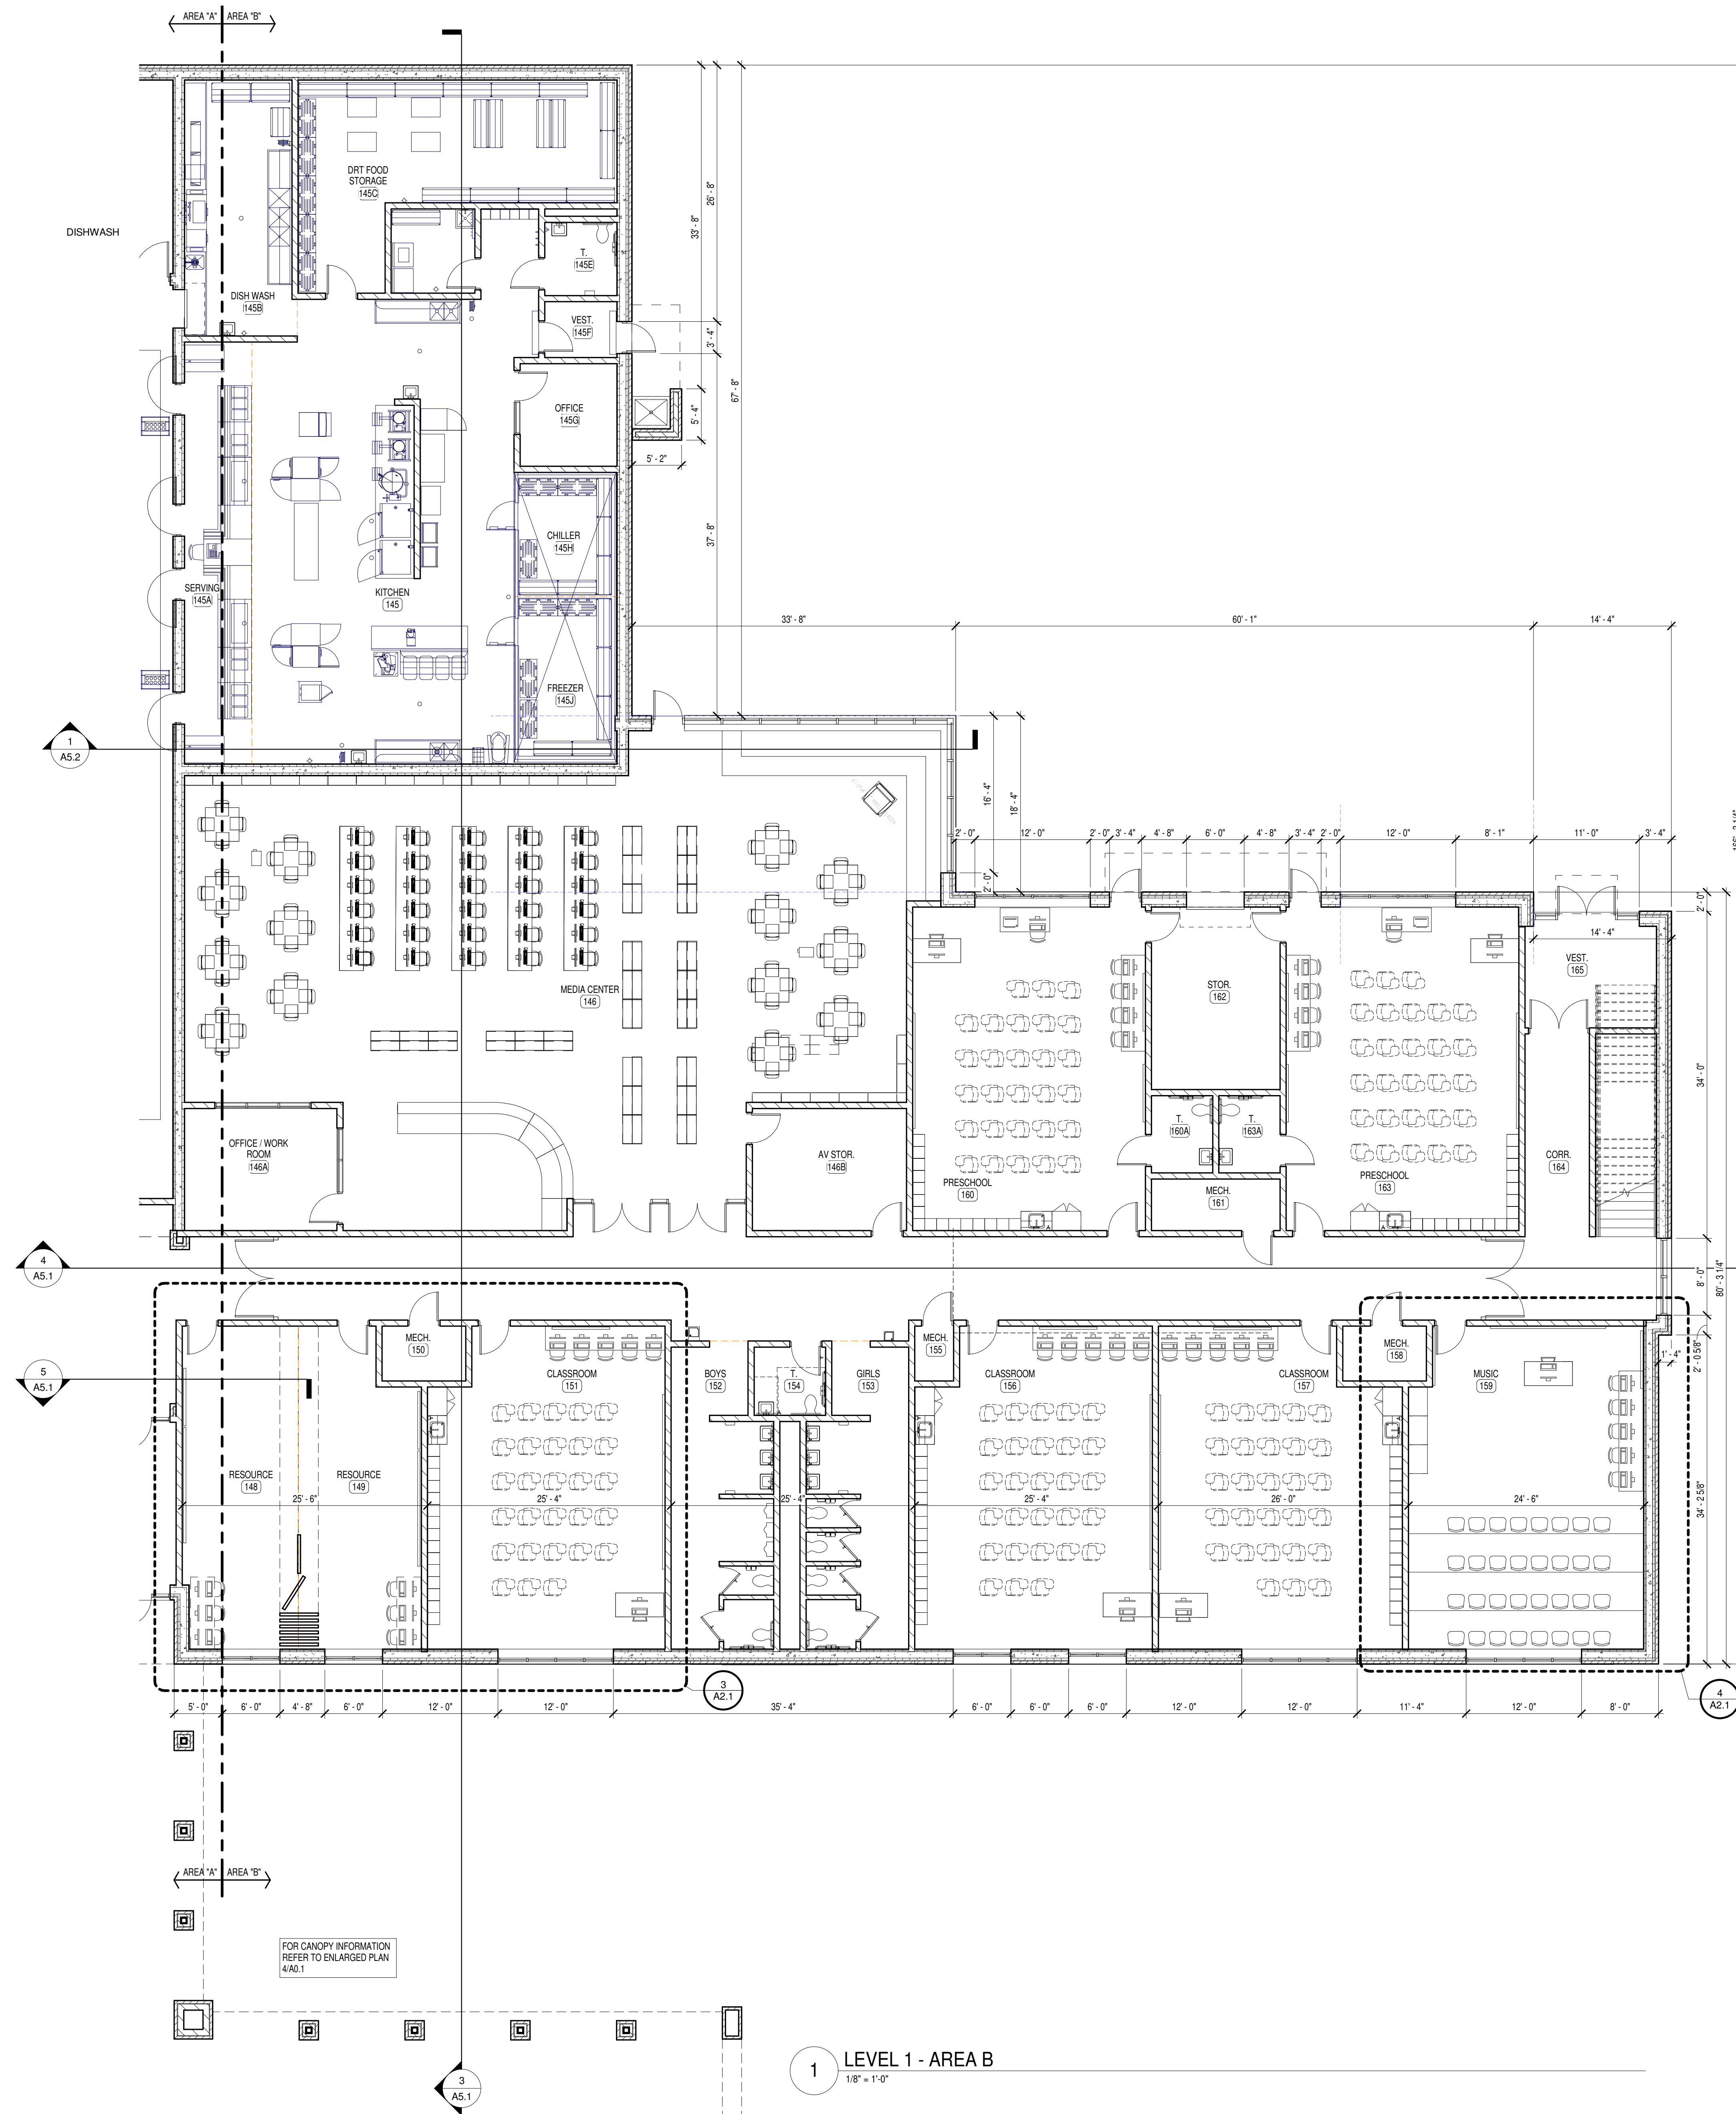 AREA "A" AREA "B"
DISHWASH
DRT FOOD
STORAGE
145C
DISH WASH
145B
T.
145E
VEST.
145F
OFFICE
145G
CHILLER
145H
SERVING
145A
KITCHEN
145
FREEZER
145J
26' - 8"
33' - 8"
3' - 4"
67' - 8"
5' - 4"
5' - 2"
37' - 8"
33' - 8"
60' - 1"
14' - 4"
1
A5.2
16' - 4"
18' - 4"
2' - 0"
2' - 0"
12' - 0"
2' - 0"
3' - 4"
4' - 8"
6' - 0"
4' - 8"
3' - 4"
2' - 0"
12' - 0"
8' - 1"
11' - 0"
3' - 4"
2' - 0"
14' - 4"
MEDIA CENTER
146
STOR.
162
VEST.
165
34' - 0"
OFFICE / WORK
ROOM
146A
AV STOR.
146B
T.
160A
T.
163A
PRESCHOOL
160
MECH.
161
PRESCHOOL
163
CORR.
164
4
A5.1
8' - 0"
80' - 3 1/4"
5
A5.1
MECH.
150
CLASSROOM
151
BOYS
152
T.
154
GIRLS
153
MECH.
155
CLASSROOM
156
CLASSROOM
157
MECH.
158
MUSIC
159
1' - 4"
2' - 0 5/8"
RESOURCE
148
RESOURCE
149
25' - 6"
25' - 4"
25' - 4"
25' - 4"
26' - 0"
24' - 6"
34' - 2 5/8"
3
A2.1
4
A2.1
5' - 0"
6' - 0"
4' - 8"
6' - 0"
12' - 0"
12' - 0"
35' - 4"
6' - 0"
6' - 0"
6' - 0"
12' - 0"
12' - 0"
11' - 4"
12' - 0"
8' - 0"
AREA "A" AREA "B"
FOR CANOPY INFORMATION
REFER TO ENLARGED PLAN
4/A0.1
3
A5.1
1
LEVEL 1 - AREA B
1/8" = 1'-0"